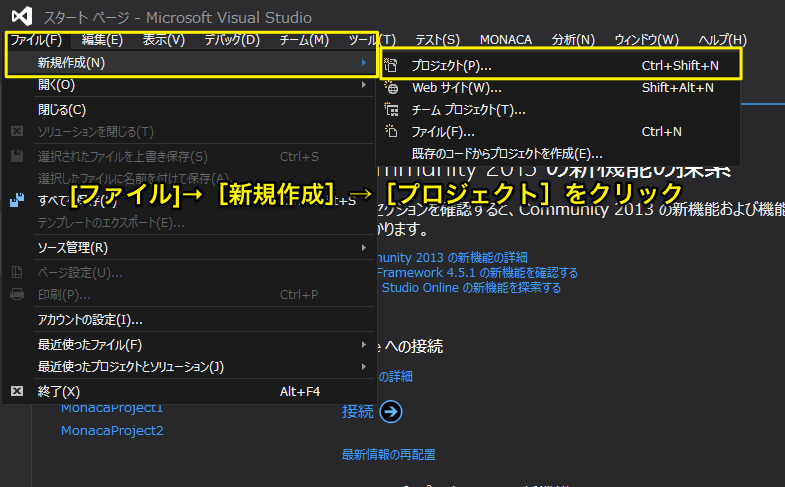 スタート ページ - Microsoft Visual Studio
ファイル(F) 編集(E) 表示(V) デバッグ(D) チーム(M) ツール(T) テスト(S) MONACA 分析(N) ウィンドウ(W) ヘルプ(H)
新規作成(N)
開く(O)
閉じる(C)
ソリューションを閉じる(T)
選択されたファイルを上書き保存(S) Ctrl+S
選択したファイルに名前を付けて保存(A)...
すべてを保存(L) +S
テンプレートのエクスポート(E)...
ソース管理(R)
ページ設定(U)...
印刷(P)... Ctrl+P
アカウントの設定(I)...
最近使ったファイル(F)
最近使ったプロジェクトとソリューション(J)
終了(X) Alt+F4
プロジェクト(P)... Ctrl+Shift+N
Web サイト(W)... Shift+Alt+N
チーム プロジェクト(T)...
ファイル(F)... Ctrl+N
既存のコードからプロジェクトを作成(E)...
[ファイル]→［新規作成］→［プロジェクト］をクリック
munity 2013 の新機能の探索
クションを確認すると、Community 2013 の新機能および機能
かります。
munity 2013 の新機能の詳細
Framework 4.5.1 の新機能を確認する
Studio Online の新機能を探索する
e への接続
の詳細
接続
最新情報の再配置
MonacaProject1
MonacaProject2